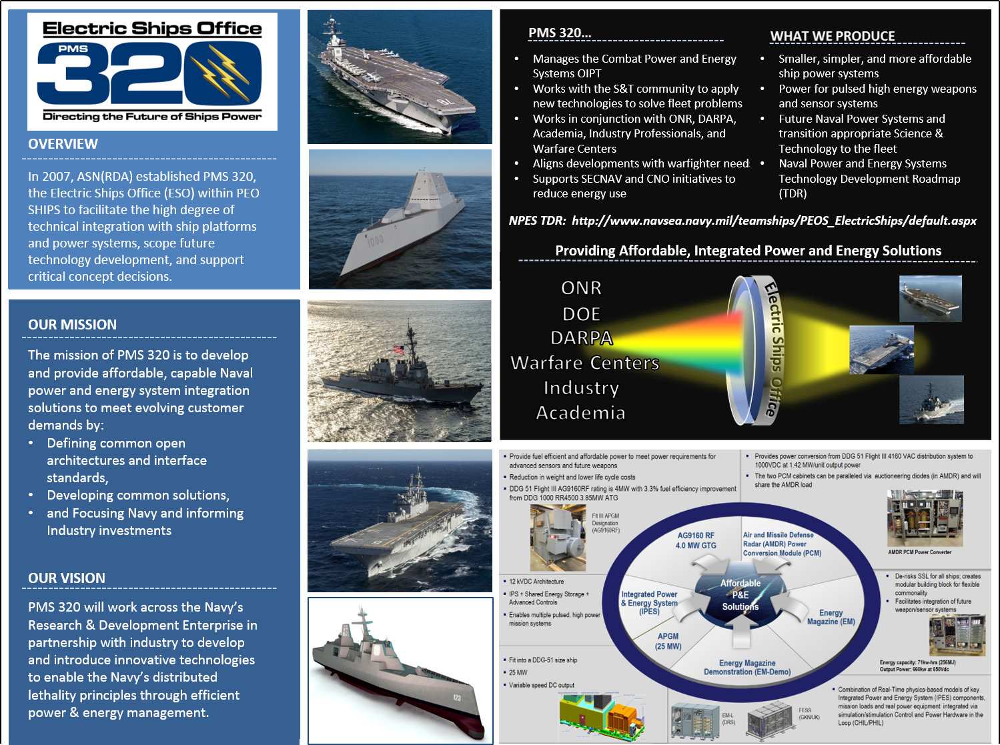 Electric Ships Office
PMS
320
Directing the Future of Ships Power
OVERVIEW
In 2007, ASN(RDA) established PMS 320,
the Electric Ships Office (ESO) within PEO
SHIPS to facilitate the high degree of
technical integration with ship platforms
and power systems, scope future
technology development, and support
critical concept decisions.
OUR MISSION
The mission of PMS 320 is to develop
and provide affordable, capable Naval
power and energy system integration
solutions to meet evolving customer
demands by:
• Defining common open
architectures and interface
standards,
• Developing common solutions,
• and Focusing Navy and informing
Industry investments
OUR VISION
PMS 320 will work across the Navy's
Research & Development Enterprise in
partnership with industry to develop
and introduce innovative technologies
to enable the Navy's distributed
lethality principles through efficient
power & energy management.
78
1000
123
PMS 320...
• Manages the Combat Power and Energy
Systems OIPT
• Works with the S&T community to apply
new technologies to solve fleet problems
• Works in conjunction with ONR, DARPA,
Academia, Industry Professionals, and
Warfare Centers
• Aligns developments with warfighter need
• Supports SECNAV and CNO initiatives to
reduce energy use
WHAT WE PRODUCE
• Smaller, simpler, and more affordable
ship power systems
• Power for pulsed high energy weapons
and sensor systems
• Future Naval Power Systems and
transition appropriate Science &
Technology to the fleet
• Naval Power and Energy Systems
Technology Development Roadmap
(TDR)
NPES TDR: http://www.navsea.navy.mil/teamships/PEOS_ElectricShips/default.aspx
Providing Affordable, Integrated Power and Energy Solutions
ONR
DOE
DARPA
Warfare Centers
Industry
Academia
Electric Ships Office
▪ Provide fuel efficient and affordable power to meet power requirements for
advanced sensors and future weapons
▪ Reduction in weight and lower life cycle costs
▪ DDG 51 Flight III AG9160RF rating is 4MW with 3.3% fuel efficiency improvement
from DDG 1000 RR4500 3.85MW ATG
Flt III APGM
Designation
(AG9160RF)
▪ Provides power conversion from DDG 51 Flight III 4160 VAC distribution system to
1000VDC at 1.42 MW/unit output power
▪ The two PCM cabinets can be paralleled via auctioneering diodes (in AMDR) and will
share the AMDR load
AMDR PCM Power Converter
AG9160 RF
4.0 MW GTG
Air and Missile Defense
Radar (AMDR) Power
Conversion Module (PCM)
Affordable
P&E
Solutions
Integrated Power
& Energy System
(IPES)
Energy
Magazine (EM)
APGM
(25 MW)
Energy Magazine
Demonstration (EM-Demo)
▪ 12 kVDC Architecture
▪ IPS + Shared Energy Storage +
Advanced Controls
▪ Enables multiple pulsed, high power
mission systems
▪ De-risks SSL for all ships; creates
modular building block for flexible
commonality
▪ Facilitates integration of future
weapon/sensor systems
Energy capacity: 71kw-hrs (256MJ)
Output Power: 660kw at 650Vdc
▪ Fit into a DDG-51 size ship
▪ 25 MW
▪ Variable speed DC output
EM-L
(DRS)
FESS
(GKN/UK)
▪ Combination of Real-Time physics-based models of key
Integrated Power and Energy System (IPES) components,
mission loads and real power equipment integrated via
simulation/stimulation Control and Power Hardware in the
Loop (CHIL/PHIL)